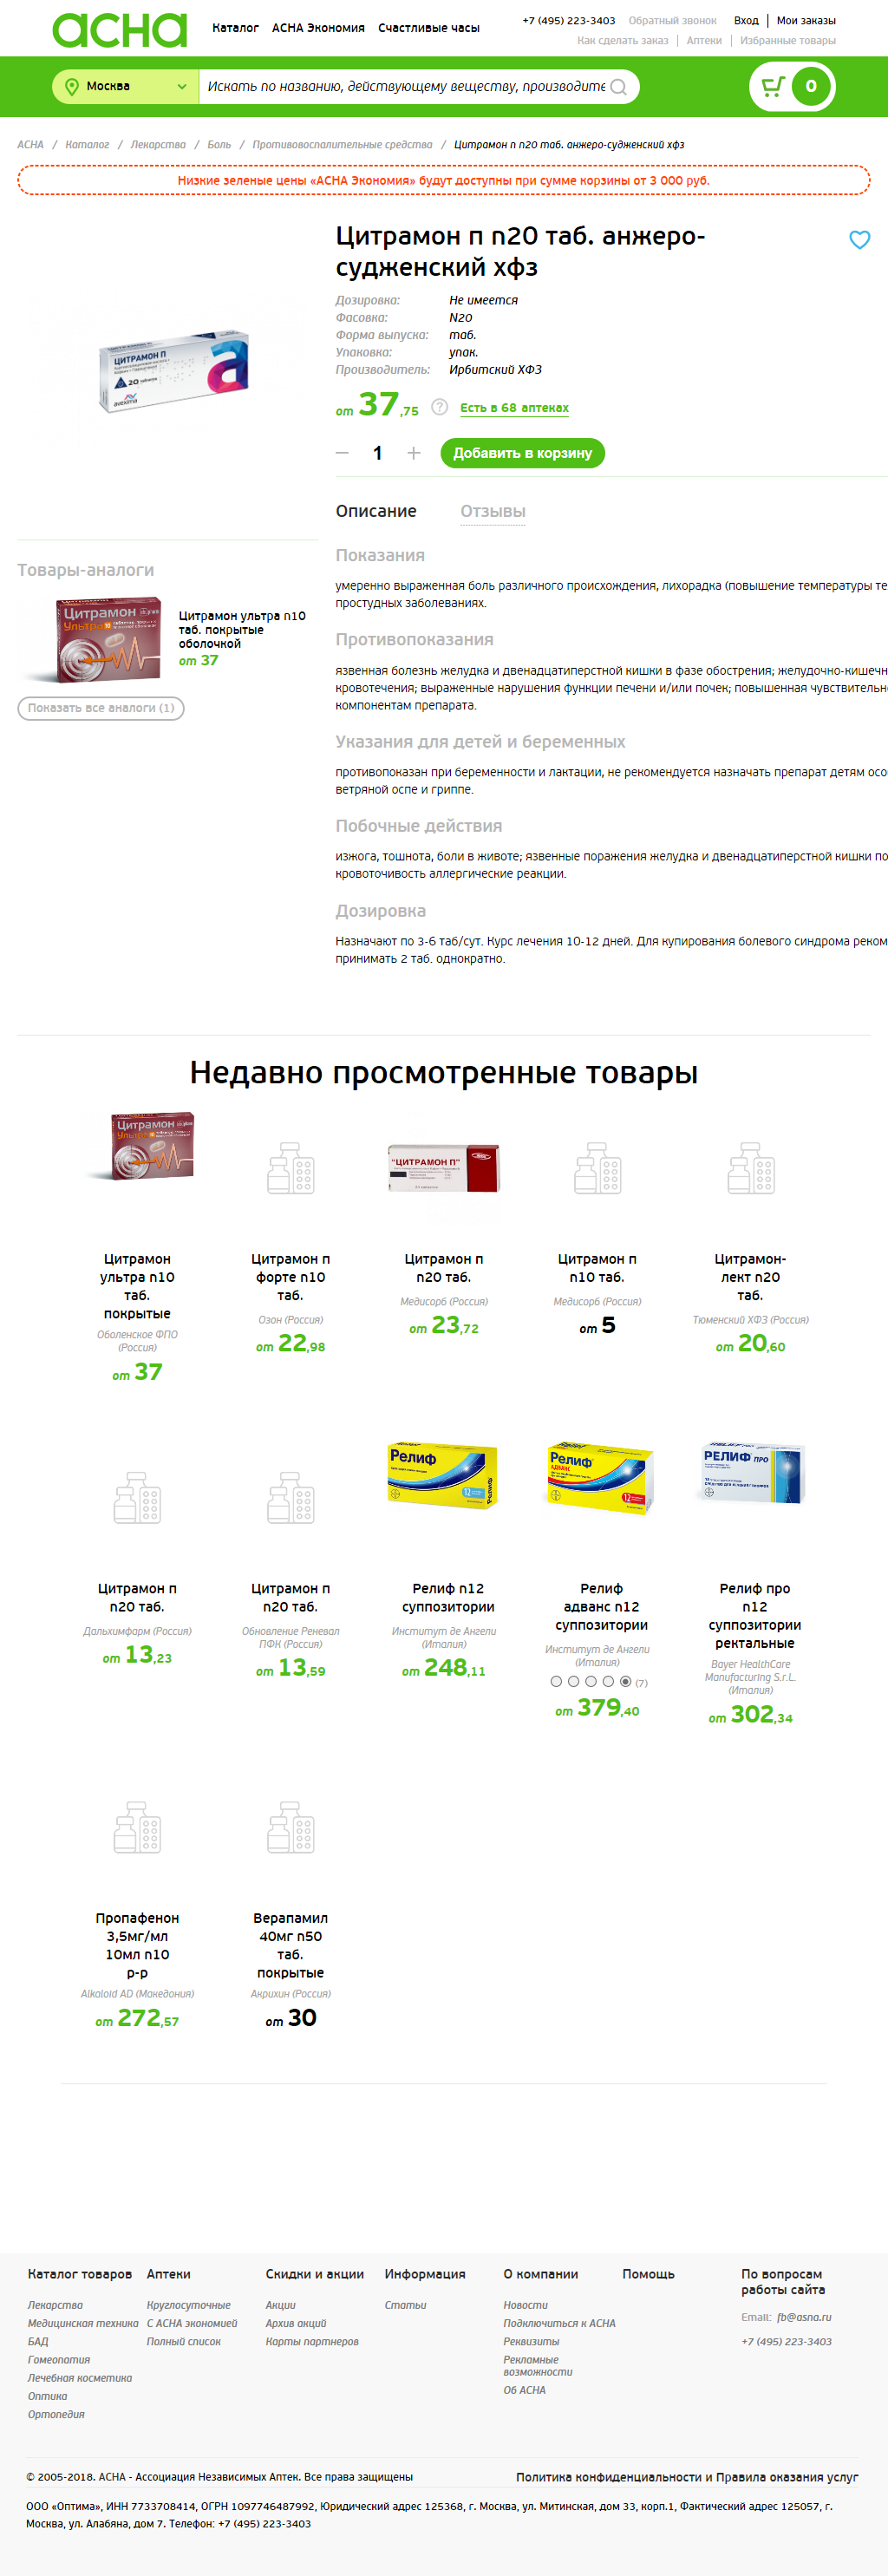 асна
Каталог АСНА Экономия Счастливые часы
+7 (495) 223-3403 Обратный звонок Вход Мои заказы
Как сделать заказ Аптеки Избранные товары
Москва
Искать по названию, действующему веществу, производите
0
АСНА / Каталог / Лекарства / Боль / Противовоспалительные средства / Цитрамон п n20 таб. анжеро-судженский хфз
Низкие зеленые цены «АСНА Экономия» будут доступны при сумме корзины от 3 000 руб.
Цитрамон п n20 таб. анжеро-
судженский хфз
Дозировка: Не имеется
Фасовка: N20
Форма выпуска: таб.
Упаковка: упак.
Производитель: Ирбитский ХФЗ
ЦИТРАМОН П
20 таблеток
avexima
от 37,75 ? Есть в 68 аптеках
1
Добавить в корзину
Описание Отзывы
Показания
умеренно выраженная боль различного происхождения, лихорадка (повышение температуры те
простудных заболеваниях.
Противопоказания
язвенная болезнь желудка и двенадцатиперстной кишки в фазе обострения; желудочно-кишечн
кровотечения; выраженные нарушения функции печени и/или почек; повышенная чувствительн
компонентам препарата.
Указания для детей и беременных
противопоказан при беременности и лактации, не рекомендуется назначать препарат детям осо
ветряной оспе и гриппе.
Побочные действия
изжога, тошнота, боли в животе; язвенные поражения желудка и двенадцатиперстной кишки по
кровоточивость аллергические реакции.
Дозировка
Назначают по 3-6 таб/сут. Курс лечения 10-12 дней. Для купирования болевого синдрома реком
принимать 2 таб. однократно.
Товары-аналоги
Цитрамон
Ультра
Цитрамон ультра n10
таб. покрытые
оболочкой
от 37
Показать все аналоги (1)
Недавно просмотренные товары
Цитрамон
Ультра
"ЦИТРАМОН П"
Цитрамон
ультра n10
таб.
покрытые
Оболенское ФПО
(Россия)
от 37
Цитрамон п
форте n10
таб.
Озон (Россия)
от 22,98
Цитрамон п
n20 таб.
Медисорб (Россия)
от 23,72
Цитрамон п
n10 таб.
Медисорб (Россия)
от 5
Цитрамон-
лект n20
таб.
Тюменский ХФЗ (Россия)
от 20,60
Релиф
12
Релиф
АДВАНС
12
РЕЛИФ ПРО
Цитрамон п
n20 таб.
Дальхимфарм (Россия)
от 13,23
Цитрамон п
n20 таб.
Обновление Реневал
ПФК (Россия)
от 13,59
Релиф n12
суппозитории
Институт де Анжели
(Италия)
от 248,11
Релиф
адванс n12
суппозитории
Институт де Анжели
(Италия)
(7)
от 379,40
Релиф про
n12
суппозитории
ректальные
Bayer HealthCare
Manufacturing S.r.L.
(Италия)
от 302,34
Пропафенон
3,5мг/мл
10мл n10
р-р
Alkaloid AD (Македония)
от 272,57
Верапамил
40мг n50
таб.
покрытые
Акрихин (Россия)
от 30
Каталог товаров
Лекарства
Медицинская техника
БАД
Гомеопатия
Лечебная косметика
Оптика
Ортопедия
Аптеки
Круглосуточные
С АСНА экономией
Полный список
Скидки и акции
Акции
Архив акций
Карты партнеров
Информация
Статьи
О компании
Новости
Подключиться к АСНА
Реквизиты
Рекламные
возможности
Об АСНА
Помощь
По вопросам
работы сайта
Email: fb@asna.ru
+7 (495) 223-3403
© 2005-2018. АСНА - Ассоциация Независимых Аптек. Все права защищены
Политика конфиденциальности и Правила оказания услуг
ООО «Оптима», ИНН 7733708414, ОГРН 1097746487992, Юридический адрес 125368, г. Москва, ул. Митинская, дом 33, корп.1, Фактический адрес 125057, г.
Москва, ул. Алабяна, дом 7. Телефон: +7 (495) 223-3403